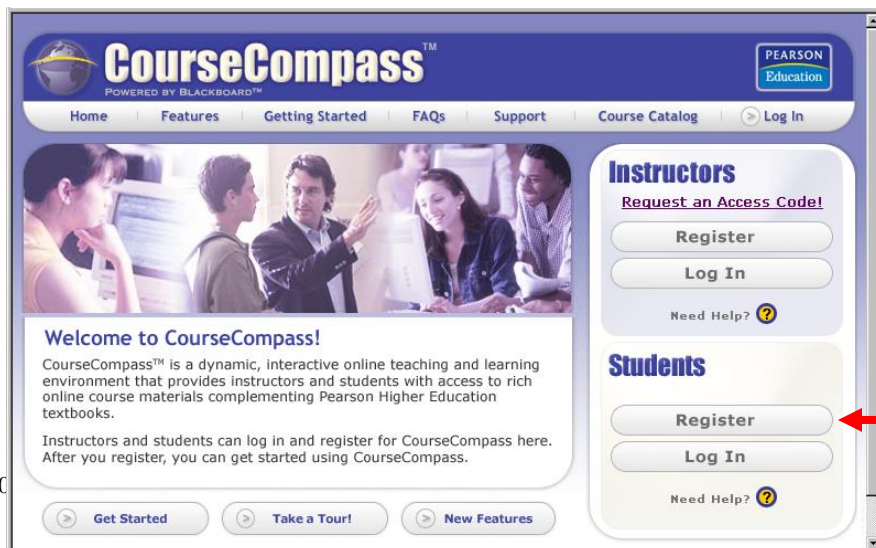 CourseCompass™
POWERED BY BLACKBOARD™
PEARSON
Education
Home Features Getting Started FAQs Support Course Catalog Log In
Instructors
Request an Access Code!
Register
Log In
Need Help? ?
Welcome to CourseCompass!
CourseCompass™ is a dynamic, interactive online teaching and learning
environment that provides instructors and students with access to rich
online course materials complementing Pearson Higher Education
textbooks.
Instructors and students can log in and register for CourseCompass here.
After you register, you can get started using CourseCompass.
Students
Register
Log In
Need Help? ?
Get Started Take a Tour! New Features